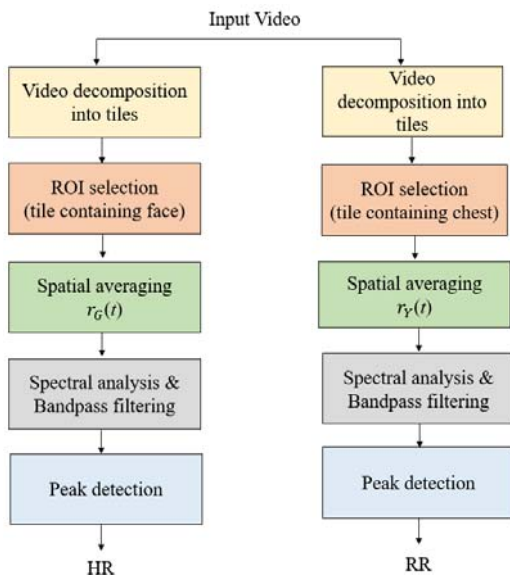 Input Video
Video decomposition
into tiles
ROI selection
(tile containing face)
Spatial averaging
r_G(t)
Spectral analysis &
Bandpass filtering
Peak detection
HR
Video
decomposition into
tiles
ROI selection
(tile containing chest)
Spatial averaging
r_Y(t)
Spectral analysis &
Bandpass filtering
Peak detection
RR